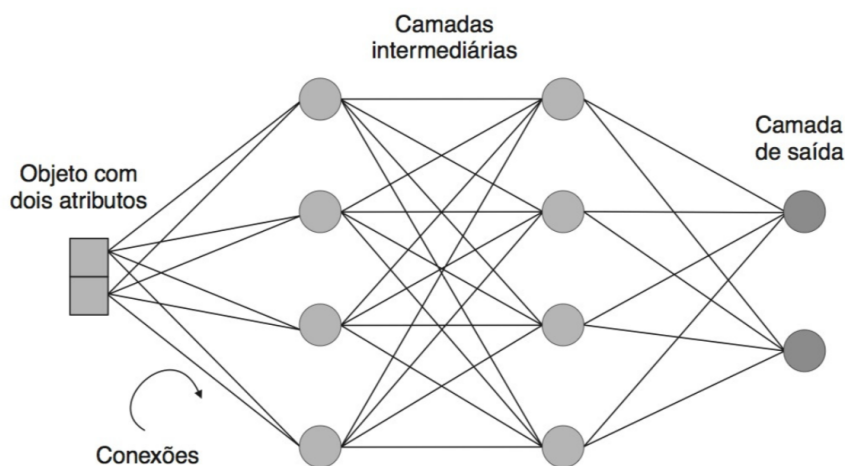 Camadas
intermediárias
Camada
de saída
Objeto com
dois atributos
Conexões